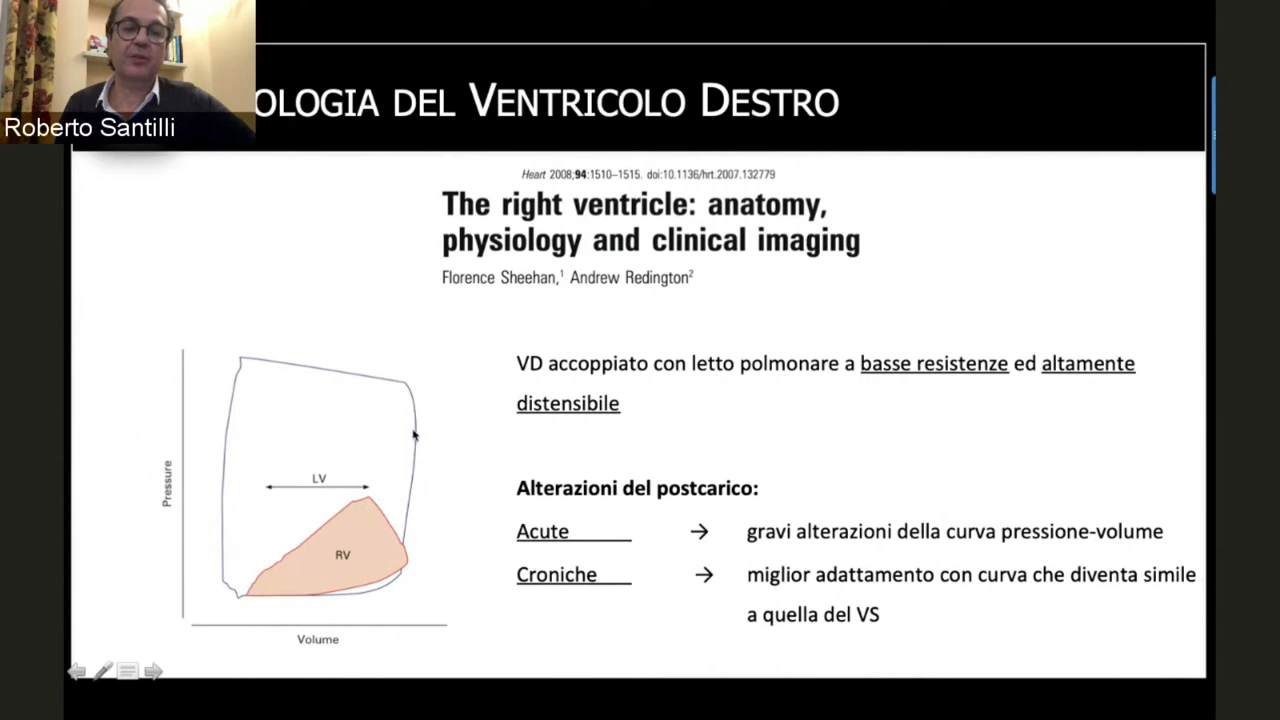 OLOGIA DEL VENTRICOLO DESTRO
Roberto Santilli
Heart 2008;94:1510–1515. doi:10.1136/hrt.2007.132779
The right ventricle: anatomy,
physiology and clinical imaging
Florence Sheehan,1 Andrew Redington2
VD accoppiato con letto polmonare a basse resistenze ed altamente
distensibile
Pressure
LV
RV
Volume
Alterazioni del postcarico:
Acute → gravi alterazioni della curva pressione-volume
Croniche → miglior adattamento con curva che diventa simile
a quella del VS